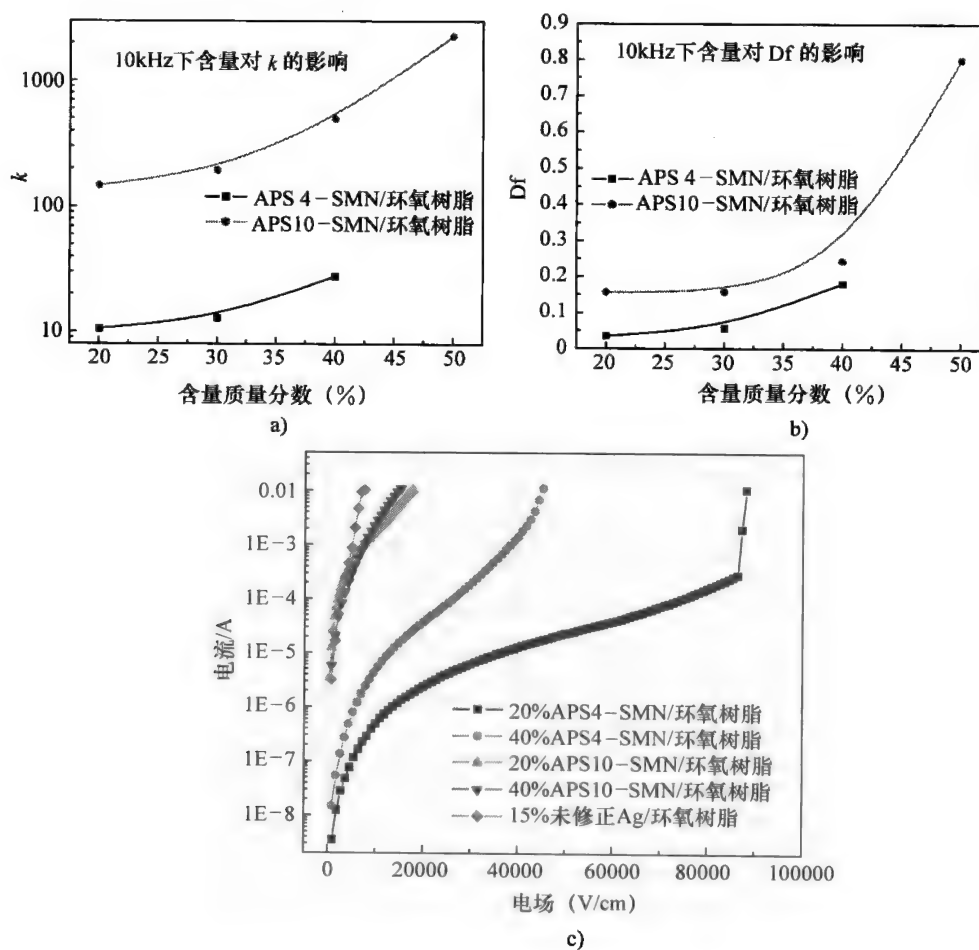 10kHz下含量对k的影响
1000
100
10
k
APS 4-SMN/环氧树脂
APS10-SMN/环氧树脂
20 25 30 35 40 45 50
含量质量分数（%）
a)
10kHz下含量对Df的影响
0.9
0.8
0.7
0.6
0.5
0.4
0.3
0.2
0.1
0
Df
APS 4-SMN/环氧树脂
APS10-SMN/环氧树脂
20 25 30 35 40 45 50
含量质量分数（%）
b)
0.01
1E-3
1E-4
1E-5
1E-6
1E-7
1E-8
电流/A
20%APS4-SMN/环氧树脂
40%APS4-SMN/环氧树脂
20%APS10-SMN/环氧树脂
40%APS10-SMN/环氧树脂
15%未修正Ag/环氧树脂
0 20000 40000 60000 80000 100000
电场（V/cm）
c)